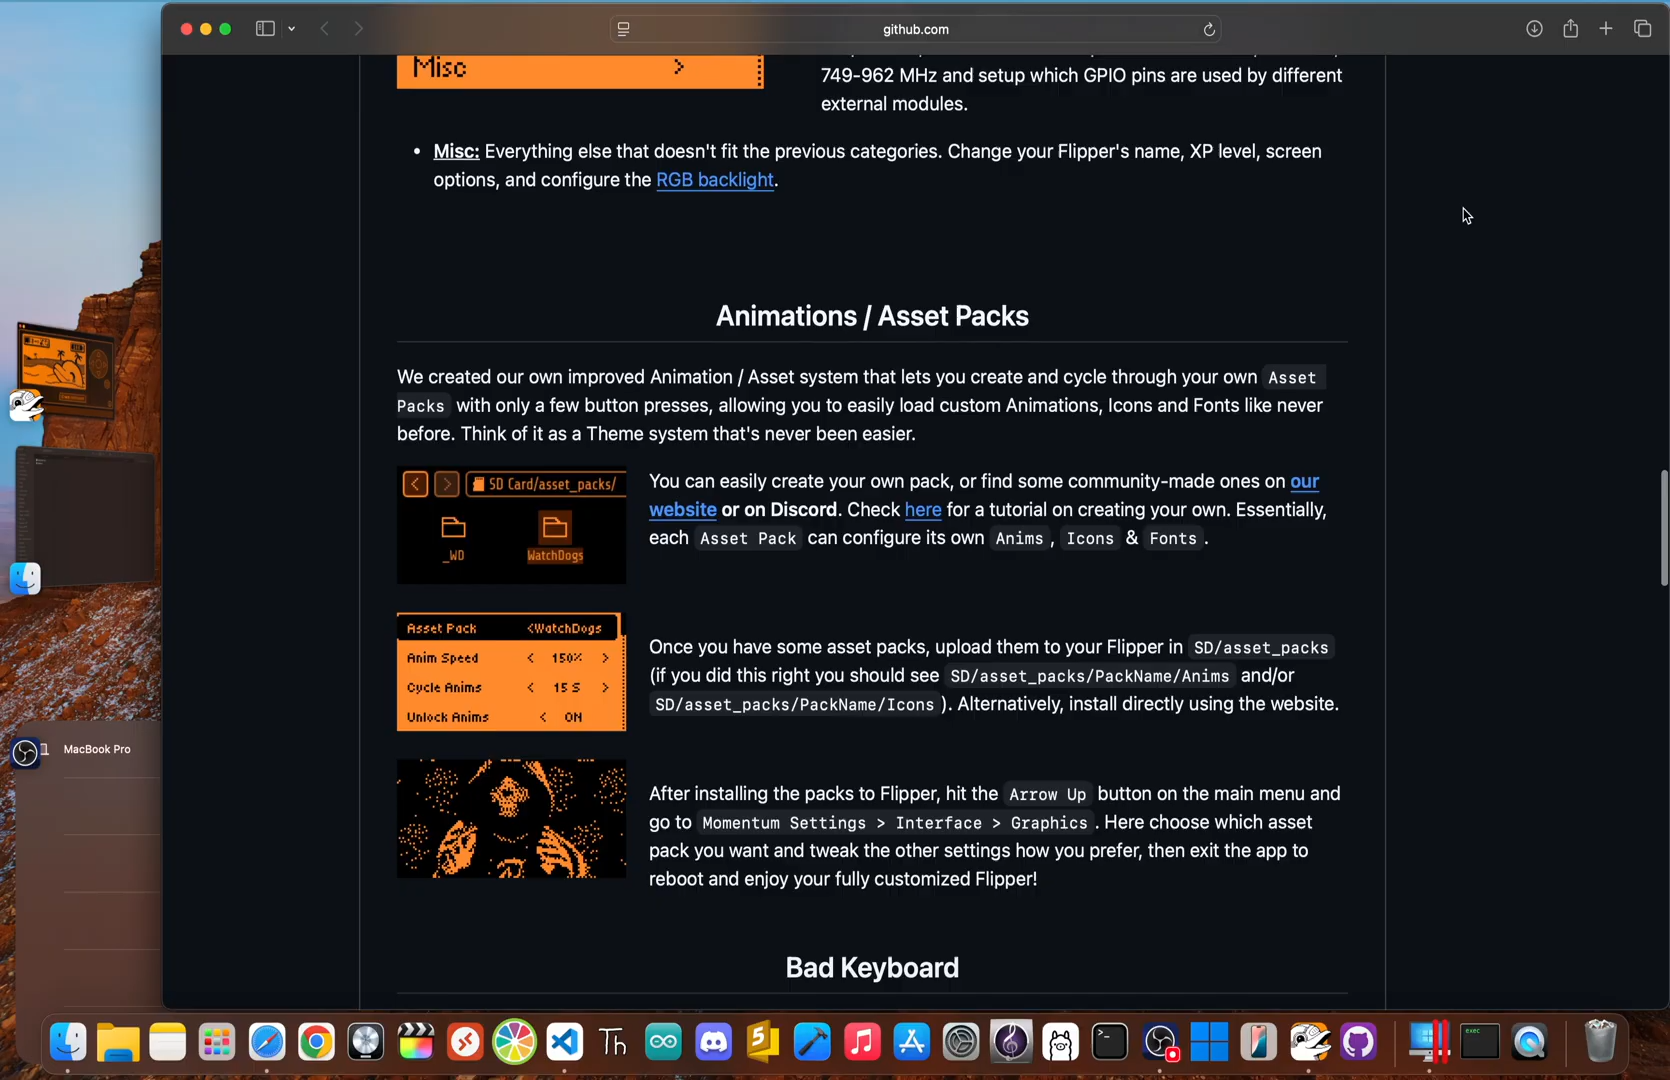 github.com
Misc >
749-962 MHz and setup which GPIO pins are used by different
external modules.
• Misc: Everything else that doesn't fit the previous categories. Change your Flipper's name, XP level, screen
options, and configure the RGB backlight.
Animations / Asset Packs
We created our own improved Animation / Asset system that lets you create and cycle through your own Asset
Packs with only a few button presses, allowing you to easily load custom Animations, Icons and Fonts like never
before. Think of it as a Theme system that's never been easier.
< > SD Card/asset_packs/
_WD WatchDogs
You can easily create your own pack, or find some community-made ones on our
website or on Discord. Check here for a tutorial on creating your own. Essentially,
each Asset Pack can configure its own Anims, Icons & Fonts.
Asset Pack <WatchDogs
Anim Speed < 150% >
Cycle Anims < 15 S >
Unlock Anims < ON
Once you have some asset packs, upload them to your Flipper in SD/asset_packs
(if you did this right you should see SD/asset_packs/PackName/Anims and/or
SD/asset_packs/PackName/Icons). Alternatively, install directly using the website.
MacBook Pro
After installing the packs to Flipper, hit the Arrow Up button on the main menu and
go to Momentum Settings > Interface > Graphics. Here choose which asset
pack you want and tweak the other settings how you prefer, then exit the app to
reboot and enjoy your fully customized Flipper!
Bad Keyboard
Th
5
exec